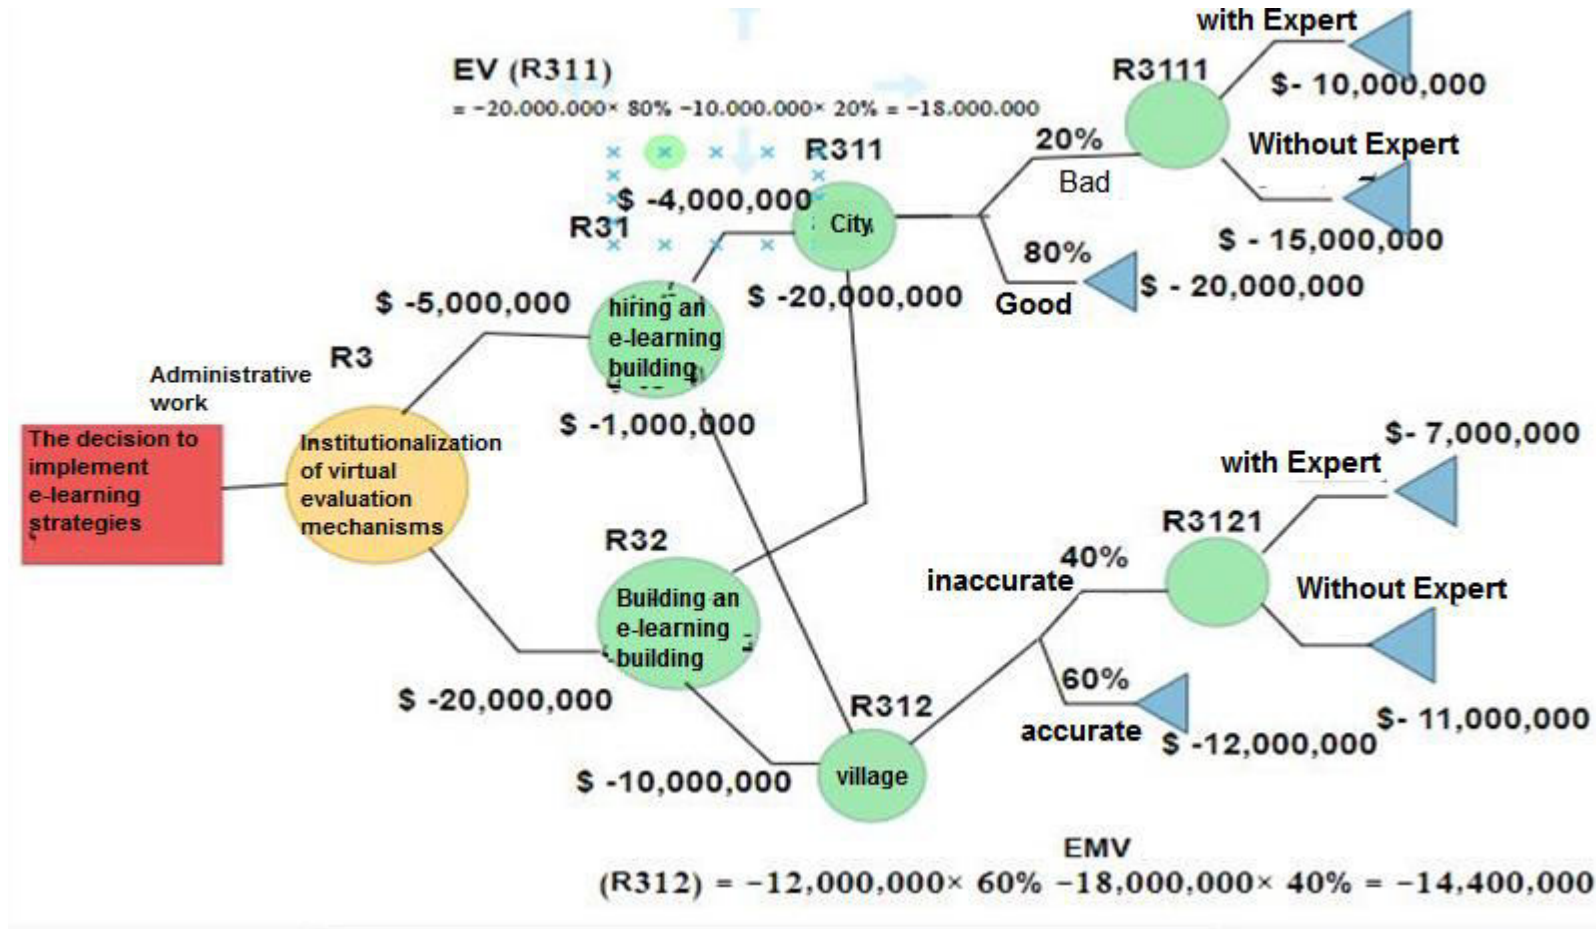 with Expert
EV (R311)
R3111
$- 10,000,000
= −20.000.000× 80% −10.000.000× 20% = −18.000.000
20%
Without Expert
R311
Bad
$ -4,000,000
R31
City
$ - 15,000,000
80%
$ -5,000,000
hiring an
e-learning
building
$ -20,000,000
Good
$ - 20,000,000
R3
Administrative
work
$ -1,000,000
The decision to
implement
e-learning
strategies
Institutionalization
of virtual
evaluation
mechanisms
$- 7,000,000
with Expert
R3121
R32
40%
inaccurate
Without Expert
Building an
e-learning
building
60%
$ -20,000,000
R312
accurate
$- 11,000,000
$ -12,000,000
village
$ -10,000,000
EMV
(R312) = −12,000,000× 60% −18,000,000× 40% = −14,400,000